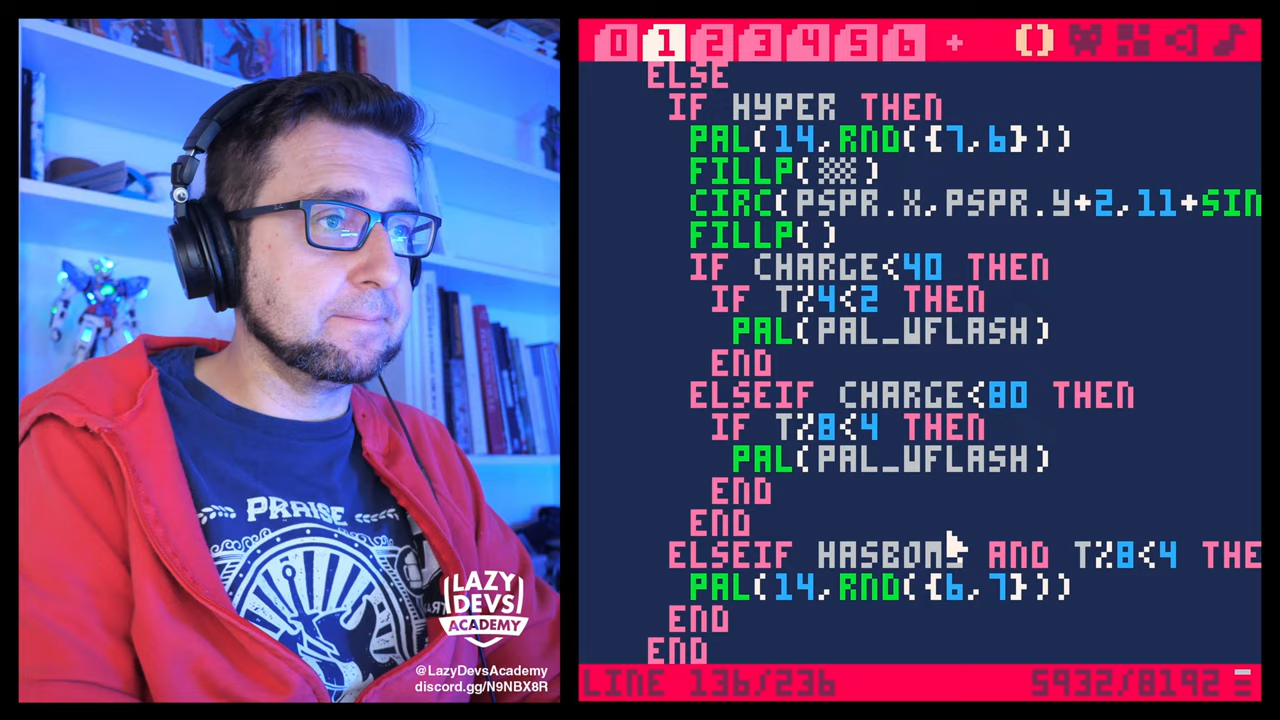 PRAISE
LAZY
DEVS
ACADEMY
@LazyDevsAcademy
discord.gg/N9NBX8R
0 1 2 3 4 5 6 +
ELSE
IF HYPER THEN
PAL(14,RND({7,6}))
FILLP(▒)
CIRC(PSPR.X,PSPR.Y+2,11+SIN
FILLP()
IF CHARGE<40 THEN
IF T%4<2 THEN
PAL(PAL_WFLASH)
END
ELSEIF CHARGE<80 THEN
IF T%8<4 THEN
PAL(PAL_WFLASH)
END
END
ELSEIF HASBOMB AND T%8<4 THE
PAL(14,RND({6,7}))
END
END
LINE 136/236
5932/8192